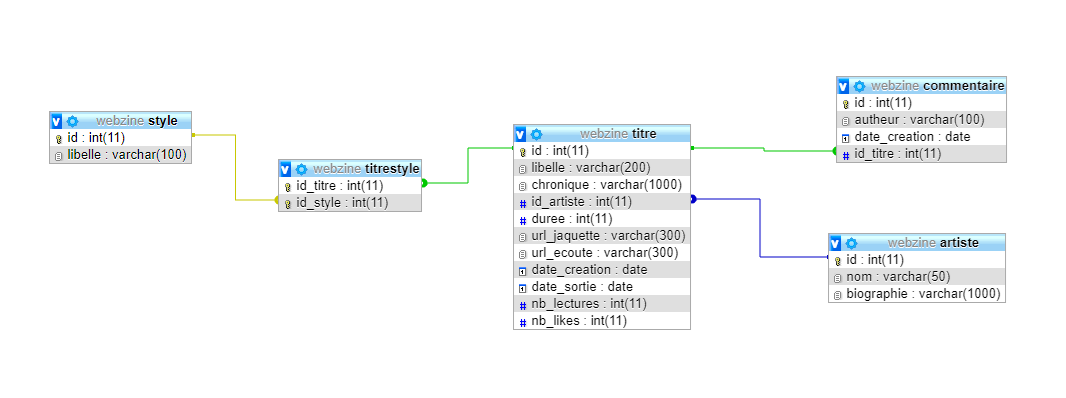 webzine style
id : int(11)
libelle : varchar(100)
webzine titrestyle
id_titre : int(11)
id_style : int(11)
webzine titre
id : int(11)
libelle : varchar(200)
chronique : varchar(1000)
id_artiste : int(11)
duree : int(11)
url_jaquette : varchar(300)
url_ecoute : varchar(300)
date_creation : date
date_sortie : date
nb_lectures : int(11)
nb_likes : int(11)
webzine commentaire
id : int(11)
autheur : varchar(100)
date_creation : date
id_titre : int(11)
webzine artiste
id : int(11)
nom : varchar(50)
biographie : varchar(1000)